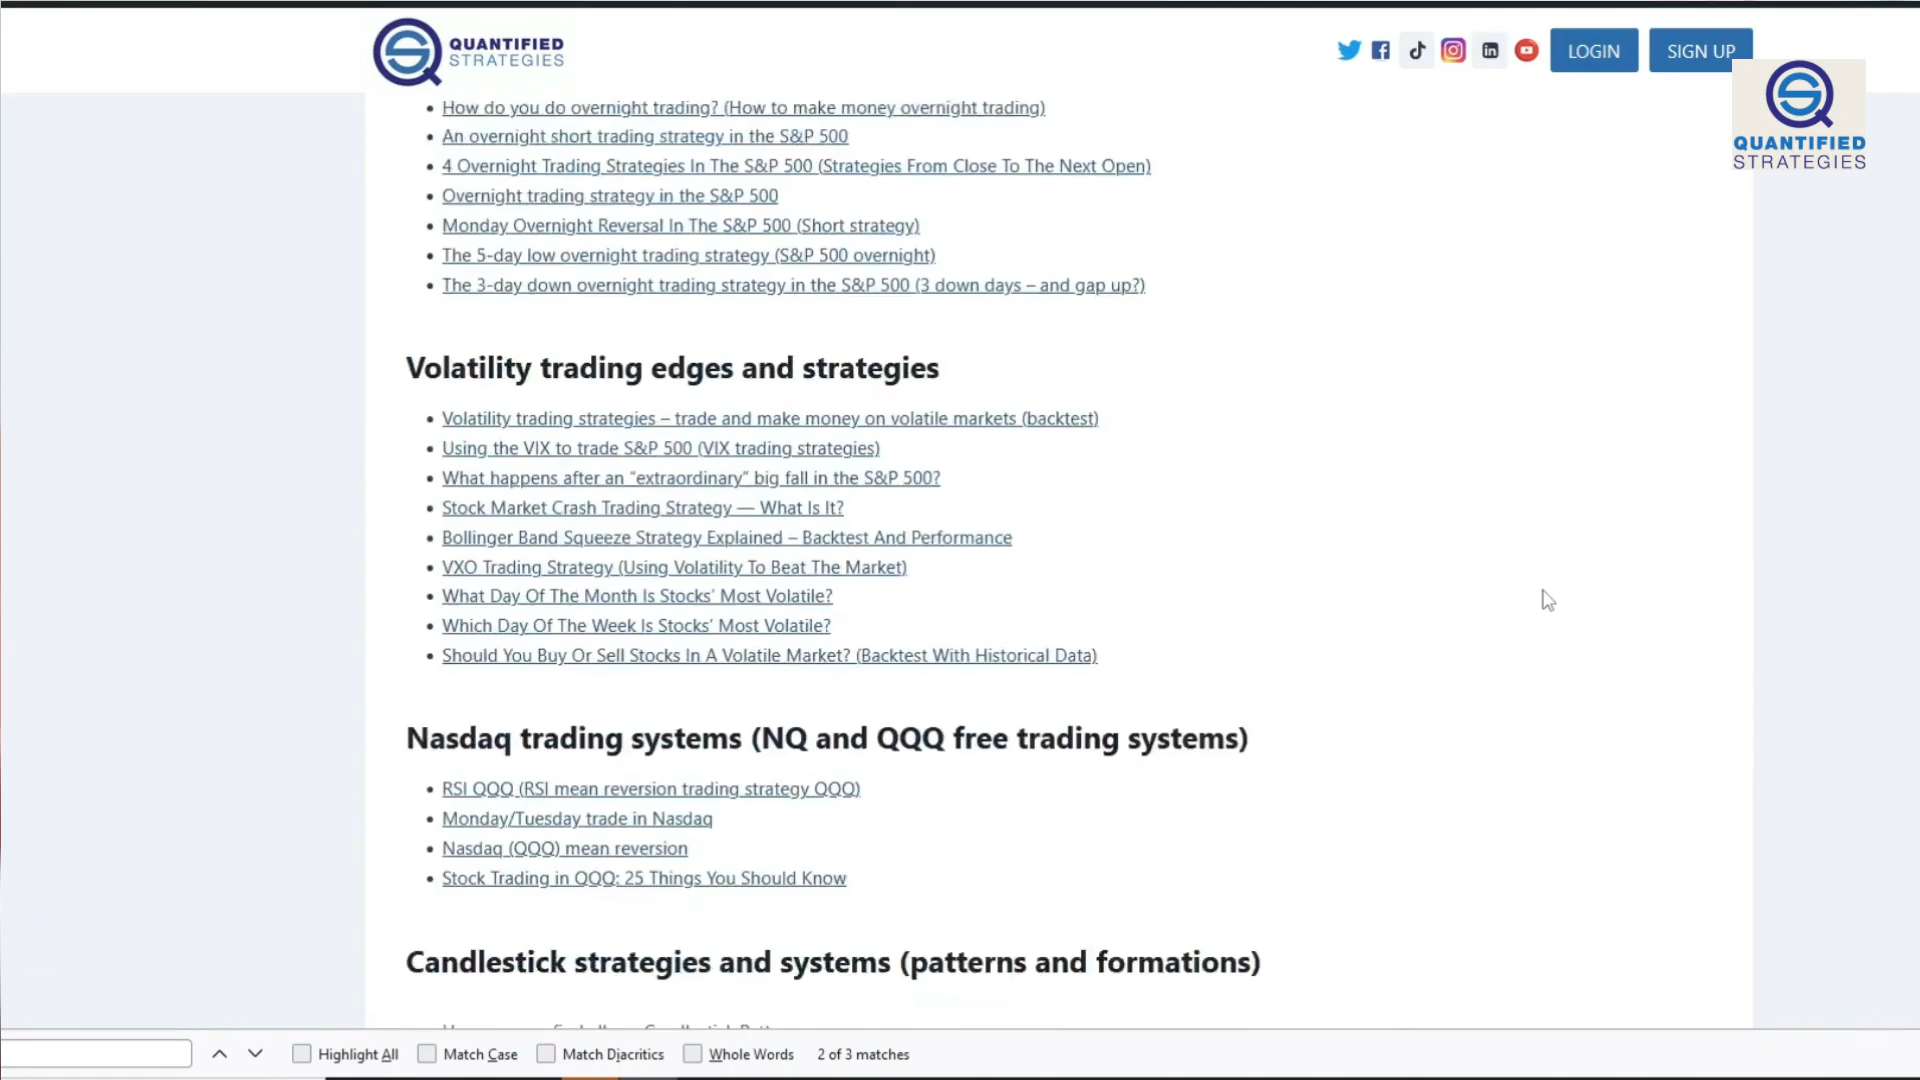 QUANTIFIED
STRATEGIES
LOGIN
SIGN UP
QUANTIFIED
STRATEGIES
How do you do overnight trading? (How to make money overnight trading)
An overnight short trading strategy in the S&P 500
4 Overnight Trading Strategies In The S&P 500 (Strategies From Close To The Next Open)
Overnight trading strategy in the S&P 500
Monday Overnight Reversal In The S&P 500 (Short strategy)
The 5-day low overnight trading strategy (S&P 500 overnight)
The 3-day down overnight trading strategy in the S&P 500 (3 down days – and gap up?)
Volatility trading edges and strategies
Volatility trading strategies – trade and make money on volatile markets (backtest)
Using the VIX to trade S&P 500 (VIX trading strategies)
What happens after an “extraordinary” big fall in the S&P 500?
Stock Market Crash Trading Strategy — What Is It?
Bollinger Band Squeeze Strategy Explained – Backtest And Performance
VXO Trading Strategy (Using Volatility To Beat The Market)
What Day Of The Month Is Stocks’ Most Volatile?
Which Day Of The Week Is Stocks’ Most Volatile?
Should You Buy Or Sell Stocks In A Volatile Market? (Backtest With Historical Data)
Nasdaq trading systems (NQ and QQQ free trading systems)
RSI QQQ (RSI mean reversion trading strategy QQQ)
Monday/Tuesday trade in Nasdaq
Nasdaq (QQQ) mean reversion
Stock Trading in QQQ: 25 Things You Should Know
Candlestick strategies and systems (patterns and formations)
Highlight All
Match Case
Match Diacritics
Whole Words
2 of 3 matches